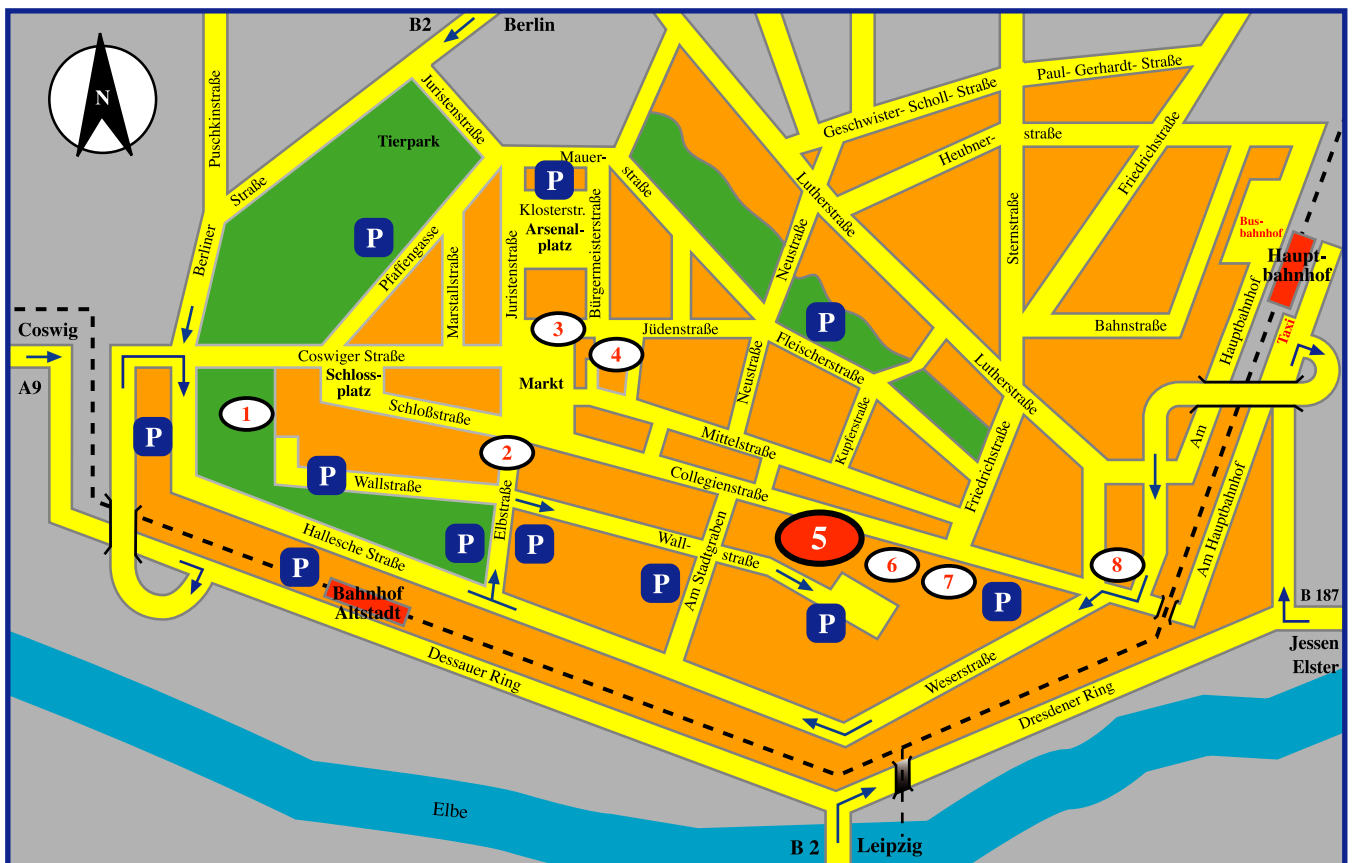 B2
Berlin
N
Puschkinstraße
Juristenstraße
Tierpark
Straße
Berliner
P
P
Mauer-
straße
Klosterstr.
Arsenal-
platz
Pfaffengasse
Marstallstraße
Juristenstraße
Bürgermeisterstraße
Geschwister- Scholl- Straße
Paul- Gerhardt- Straße
Heubner-
straße
Friedrichstraße
Lutherstraße
Neustraße
Sternstraße
Bus-
bahnhof
Haupt-
bahnhof
Hauptbahnhof
Am
Taxi
Bahnstraße
Coswig
A9
Coswiger Straße
Schloss-
platz
Markt
3
4
Jüdenstraße
Fleischerstraße
P
Lutherstraße
Neustraße
Schloßstraße
1
2
P
P
Wallstraße
Mittelstraße
Kupferstraße
Friedrichstraße
Collegienstraße
Elbstraße
P
P
Hallesche Straße
P
Bahnhof
Altstadt
Wall-
straße
Am Stadtgraben
P
5
6
7
8
P
P
Am Hauptbahnhof
B 187
Jessen
Elster
Weserstraße
Dessauer Ring
Dresdener Ring
Elbe
B 2
Leipzig